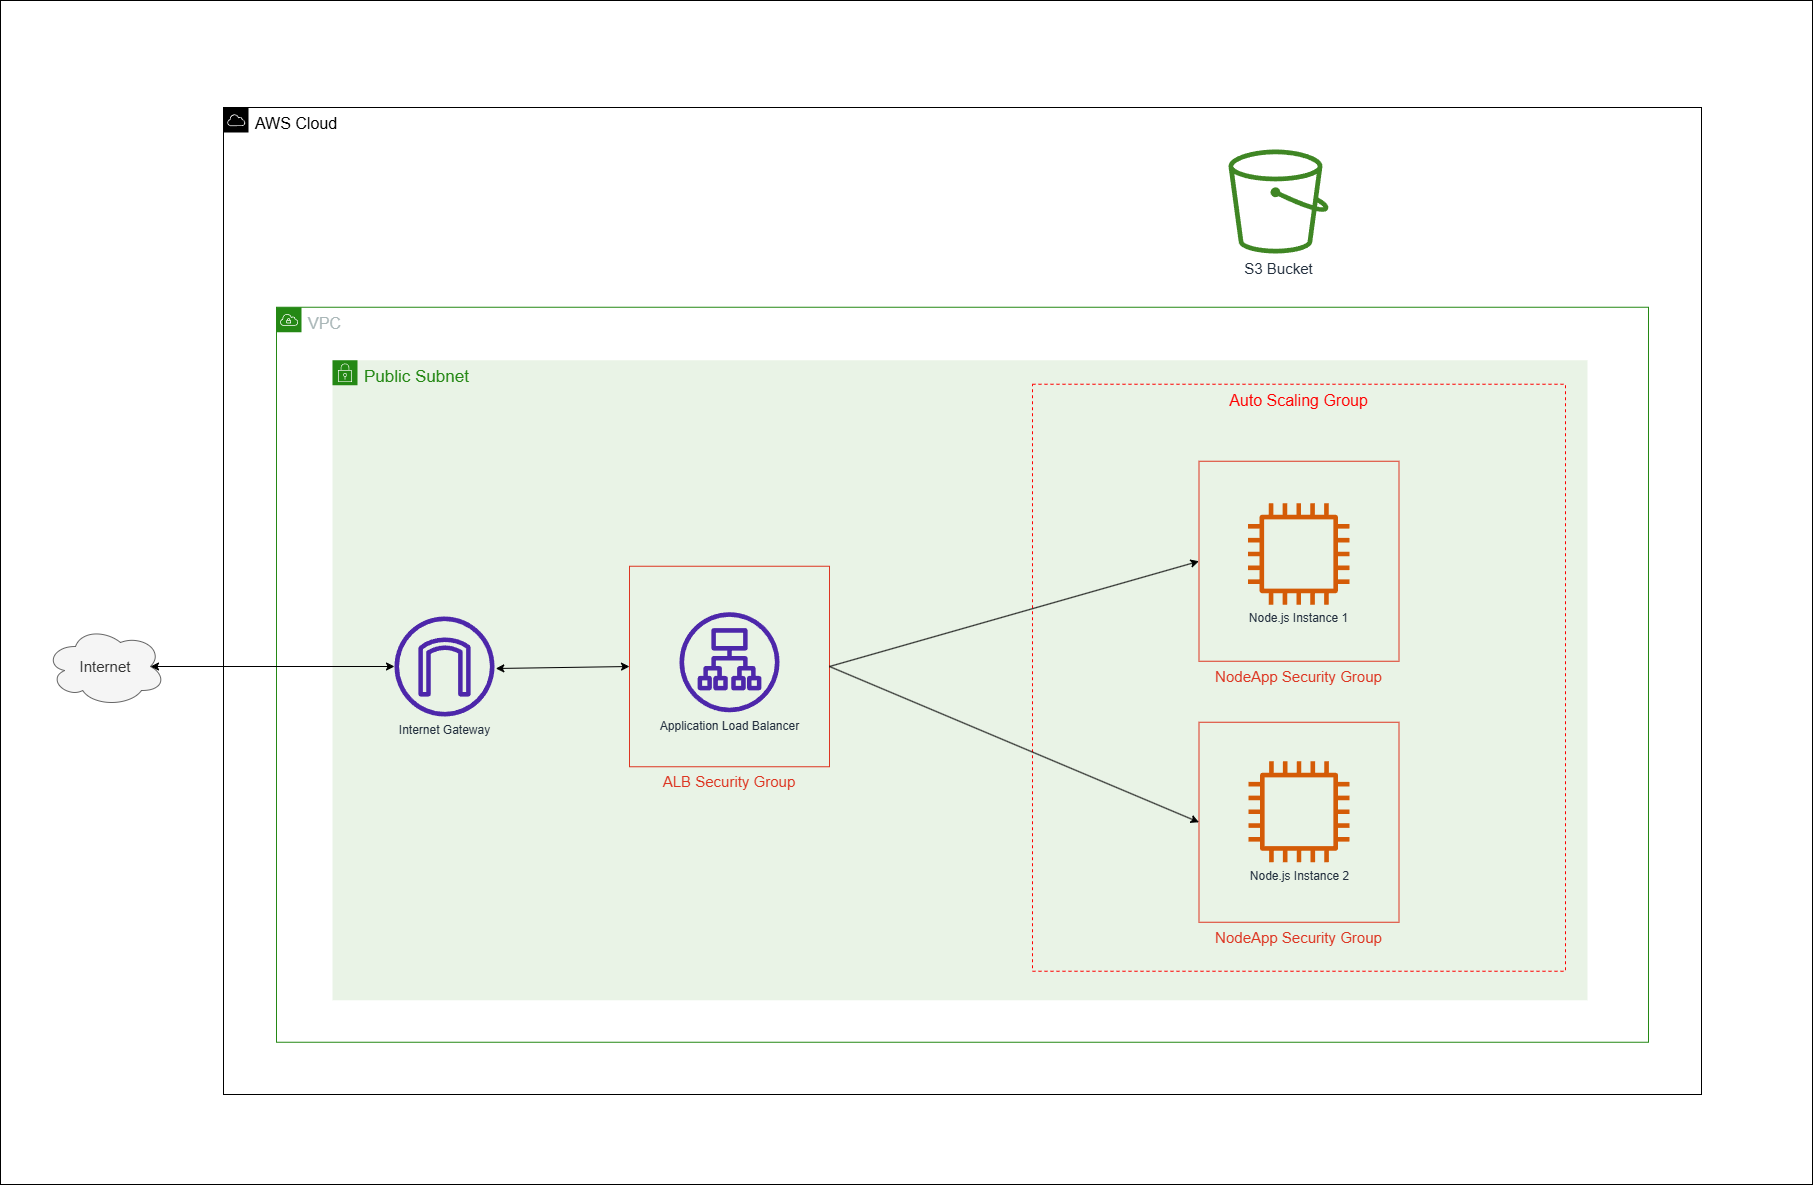 AWS Cloud
S3 Bucket
VPC
Public Subnet
Auto Scaling Group
Node.js Instance 1
Internet
NodeApp Security Group
Application Load Balancer
Internet Gateway
ALB Security Group
Node.js Instance 2
NodeApp Security Group